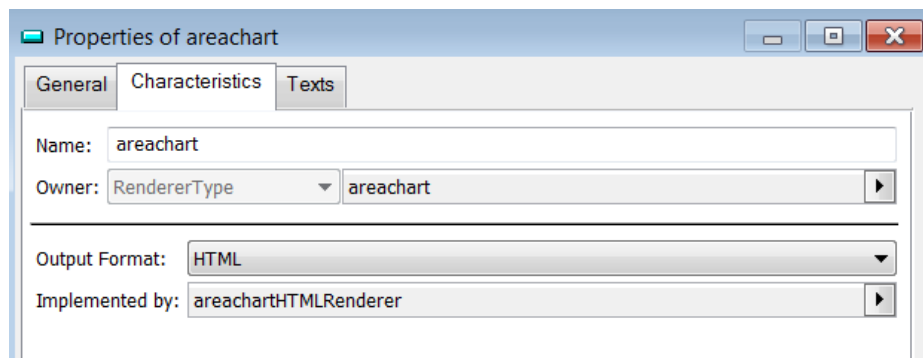 Properties of areachart
General Characteristics Texts
Name: areachart
Owner: RendererType areachart
Output Format: HTML
Implemented by: areachartHTMLRenderer